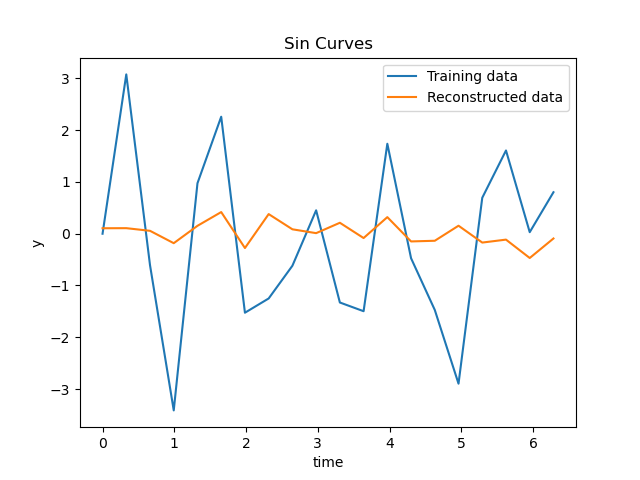 Sin Curves
Training data
Reconstructed data
3
2
1
0
−1
−2
−3
y
0 1 2 3 4 5 6
time